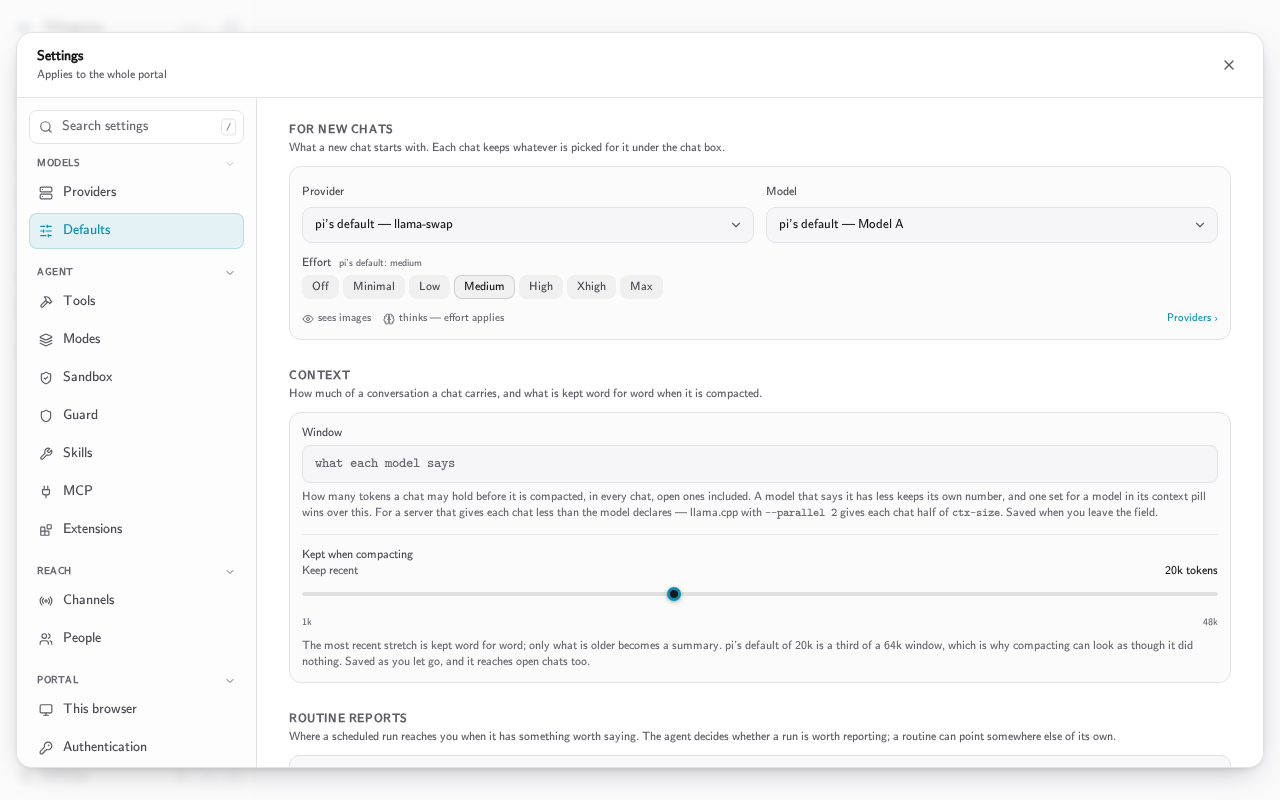 Settings
Applies to the whole portal
Search settings /
MODELS
Providers
Defaults
AGENT
Tools
Modes
Sandbox
Guard
Skills
MCP
Extensions
REACH
Channels
People
PORTAL
This browser
Authentication
FOR NEW CHATS
What a new chat starts with. Each chat keeps whatever is picked for it under the chat box.
Provider
pi's default — llama-swap
Model
pi's default — Model A
Effort pi's default: medium
Off Minimal Low Medium High Xhigh Max
sees images thinks — effort applies Providers ›
CONTEXT
How much of a conversation a chat carries, and what is kept word for word when it is compacted.
Window
what each model says
How many tokens a chat may hold before it is compacted, in every chat, open ones included. A model that says it has less keeps its own number, and one set for a model in its context pill
wins over this. For a server that gives each chat less than the model declares — llama.cpp with --parallel 2 gives each chat half of ctx-size. Saved when you leave the field.
Kept when compacting
Keep recent 20k tokens
1k 48k
The most recent stretch is kept word for word; only what is older becomes a summary. pi's default of 20k is a third of a 64k window, which is why compacting can look as though it did
nothing. Saved as you let go, and it reaches open chats too.
ROUTINE REPORTS
Where a scheduled run reaches you when it has something worth saying. The agent decides whether a run is worth reporting; a routine can point somewhere else of its own.